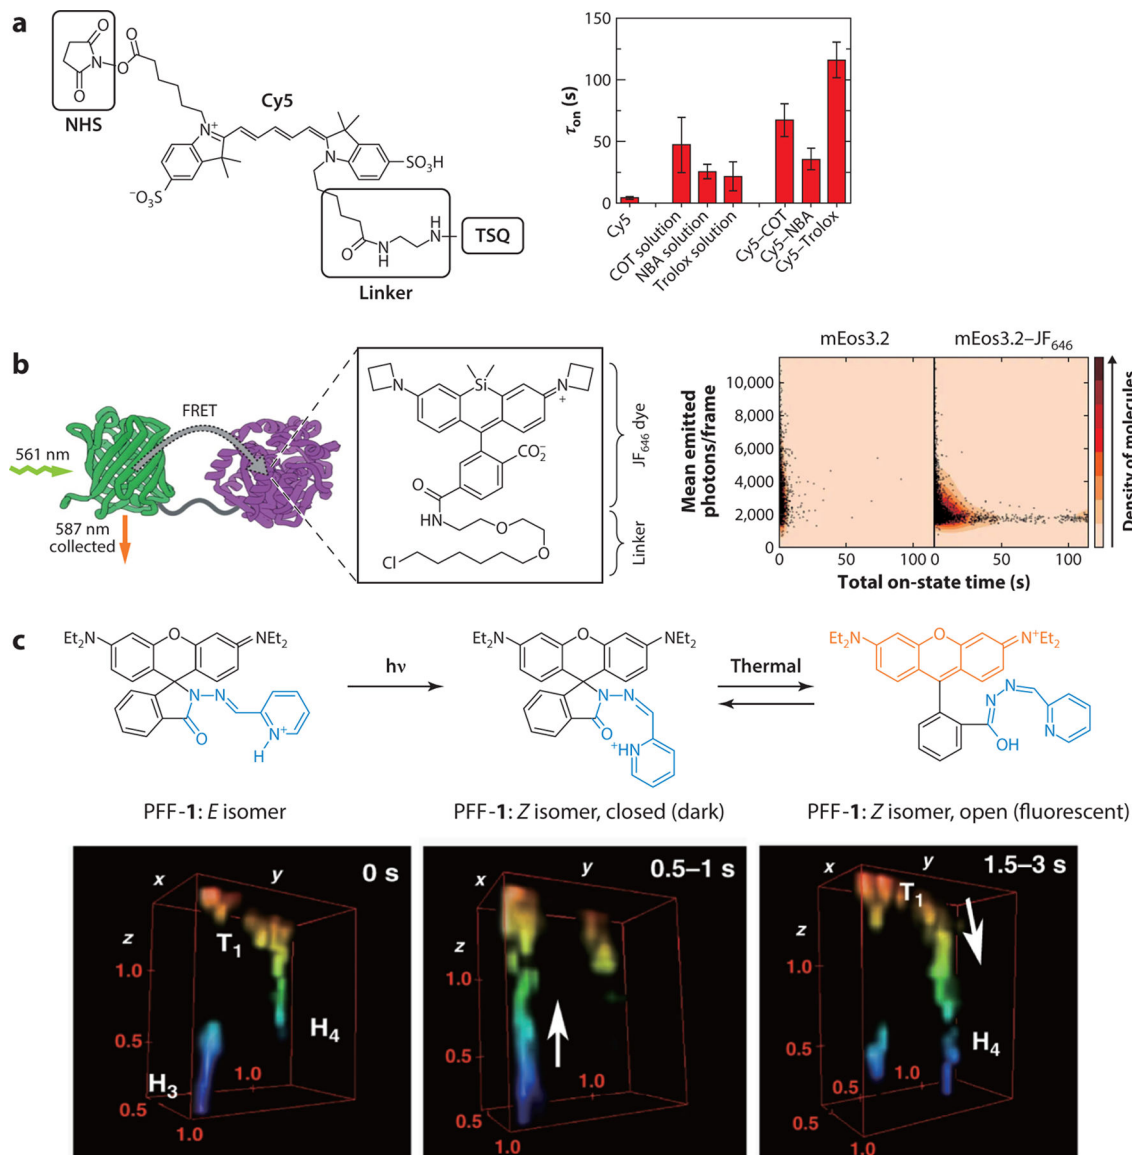 a
O
N
O
O
O
NHS
Cy5
N⁺
N
⁻O₃S
SO₃H
O
N
H
H
N
TSQ
Linker
150
100
50
0
τon (s)
Cy5
COT solution
NBA solution
Trolox solution
Cy5–COT
Cy5–NBA
Cy5–Trolox
b
FRET
561 nm
587 nm
collected
N
Si
N
+
CO₂⁻
O
HN
O
O
Cl
JF₆₄₆ dye
Linker
mEos3.2
mEos3.2–JF₆₄₆
10,000
8,000
6,000
4,000
2,000
0
Mean emitted
photons/frame
0
50
100
0
50
100
Total on-state time (s)
Density of molecules
c
Et₂N
O
NEt₂
N
N
O
N⁺
H
hν
Et₂N
O
NEt₂
N
N
O
⁺HN
Thermal
Et₂N
O
N⁺Et₂
N
N
OH
N
PFF-1: E isomer
PFF-1: Z isomer, closed (dark)
PFF-1: Z isomer, open (fluorescent)
x
y
0 s
z
T₁
1.0
0.5
H₄
H₃
1.0
0.5
1.0
x
y
0.5–1 s
z
1.0
0.5
1.0
0.5
1.0
x
y
1.5–3 s
T₁
z
1.0
0.5
H₄
0.5
1.0
0.5
1.0